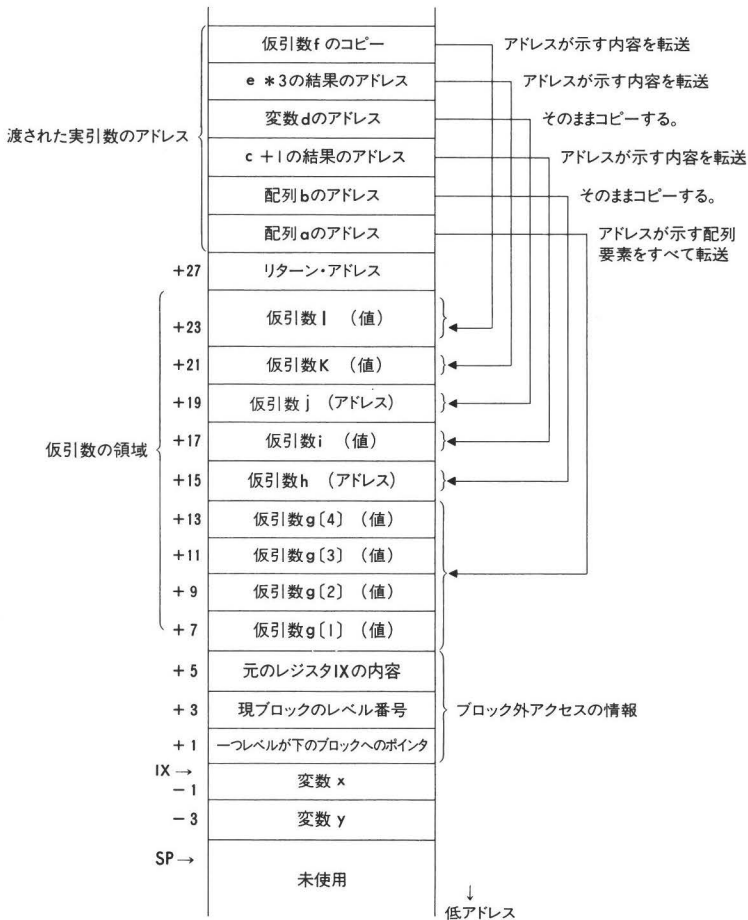 仮引数fのコピー
アドレスが示す内容を転送
e *3の結果のアドレス
アドレスが示す内容を転送
変数dのアドレス
そのままコピーする。
渡された実引数のアドレス
c +1の結果のアドレス
アドレスが示す内容を転送
配列bのアドレス
そのままコピーする。
配列aのアドレス
アドレスが示す配列
要素をすべて転送
+27
リターン・アドレス
+23
仮引数l (値)
+21
仮引数K (値)
+19
仮引数j (アドレス)
仮引数の領域
+17
仮引数i (値)
+15
仮引数h (アドレス)
+13
仮引数g〔4〕 (値)
+11
仮引数g〔3〕 (値)
+9
仮引数g〔2〕 (値)
+7
仮引数g〔1〕 (値)
+5
元のレジスタIXの内容
+3
現ブロックのレベル番号
ブロック外アクセスの情報
+1
一つレベルが下のブロックへのポインタ
IX→
−1
変数 x
−3
変数 y
SP→
未使用
↓
低アドレス